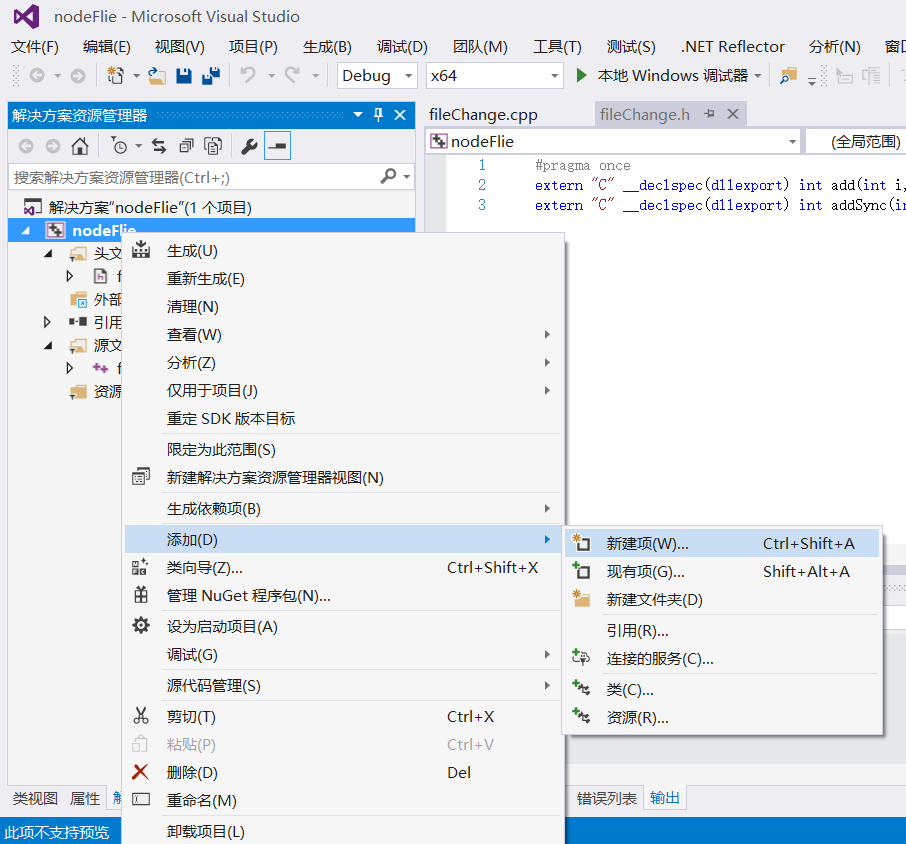 nodeFlie - Microsoft Visual Studio
文件(F) 编辑(E) 视图(V) 项目(P) 生成(B) 调试(D) 团队(M) 工具(T) 测试(S) .NET Reflector 分析(N) 窗
Debug x64 本地 Windows 调试器
解决方案资源管理器
搜索解决方案资源管理器(Ctrl+;)
解决方案"nodeFlie"(1 个项目)
nodeFlie
头文
f
外部
引用
源文
f
资源
fileChange.cpp fileChange.h
nodeFlie (全局范围)
1 #pragma once
2 extern "C" __declspec(dllexport) int add(int i,
3 extern "C" __declspec(dllexport) int addSync(in
生成(U)
重新生成(E)
清理(N)
查看(W)
分析(Z)
仅用于项目(J)
重定 SDK 版本目标
限定为此范围(S)
新建解决方案资源管理器视图(N)
生成依赖项(B)
添加(D)
类向导(Z)... Ctrl+Shift+X
管理 NuGet 程序包(N)...
设为启动项目(A)
调试(G)
源代码管理(S)
剪切(T) Ctrl+X
粘贴(P) Ctrl+V
删除(D) Del
重命名(M)
卸载项目(L)
新建项(W)... Ctrl+Shift+A
现有项(G)... Shift+Alt+A
新建文件夹(D)
引用(R)...
连接的服务(C)...
类(C)...
资源(R)...
类视图 属性 解 错误列表 输出
此项不支持预览